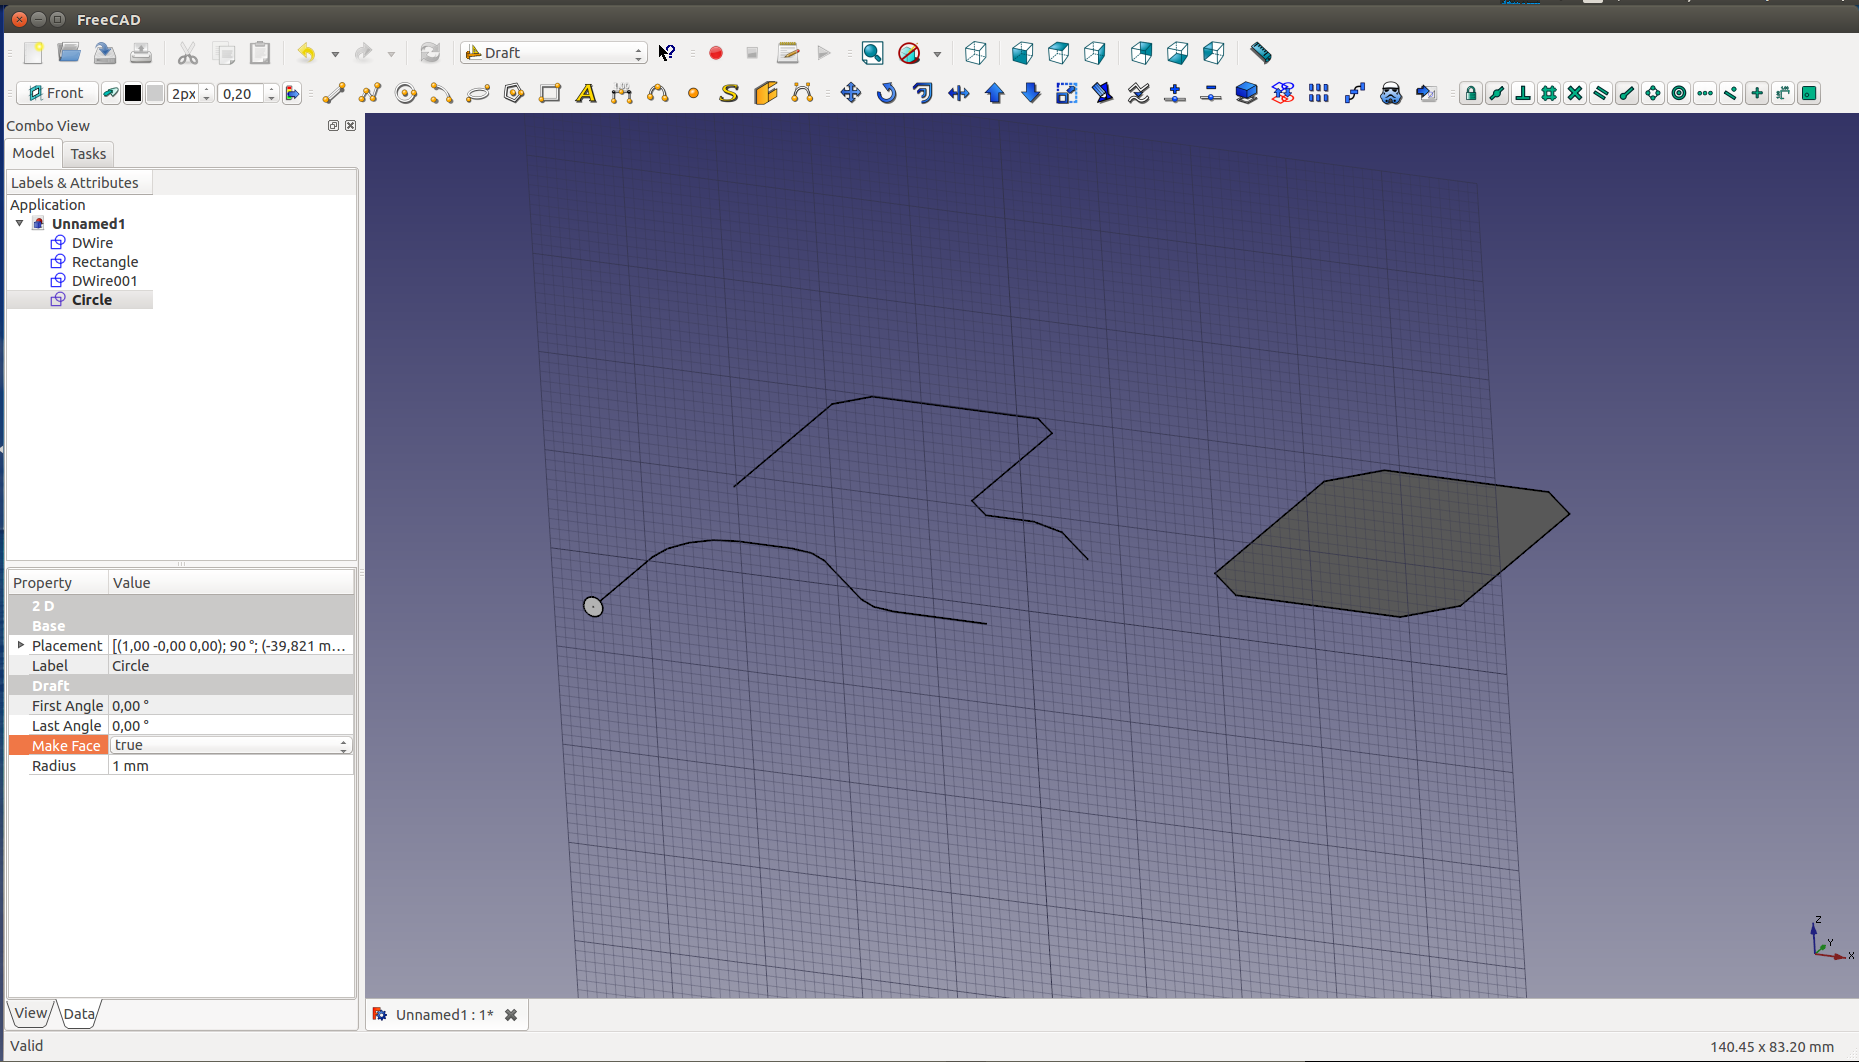 FreeCAD
Draft
Front
2px
0,20
Combo View
Model
Tasks
Labels & Attributes
Application
Unnamed1
DWire
Rectangle
DWire001
Circle
Property Value
2 D
Base
Placement [(1,00 -0,00 0,00); 90 °; (-39,821 m...
Label Circle
Draft
First Angle 0,00 °
Last Angle 0,00 °
Make Face true
Radius 1 mm
View
Data
Unnamed1 : 1*
Z
Y
X
Valid
140.45 x 83.20 mm